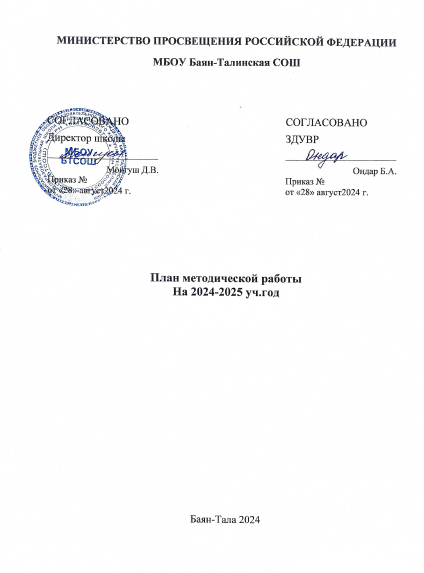 МИНИСТЕРСТВО ПРОСВЕЩЕНИЯ РОССИЙСКОЙ ФЕДЕРАЦИИ
МБОУ Баян-Талинская СОШ
СОГЛАСОВАНО
Директор школы
МБОУ
БТСОШ
Монгуш Д.В.
Приказ №
от «28» август2024 г.
СОГЛАСОВАНО
ЗДУВР
Ондар
Ондар Б.А.
Приказ №
от «28» август2024 г.
План методической работы
На 2024-2025 уч.год
Баян-Тала 2024